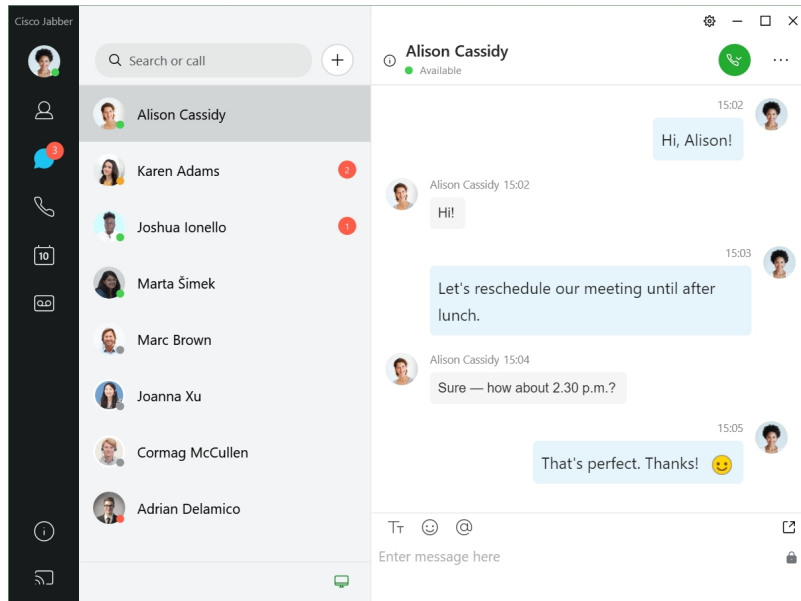 Cisco Jabber
Search or call
3
10
Alison Cassidy
Karen Adams
2
Joshua Ionello
1
Marta Šimek
Marc Brown
Joanna Xu
Cormag McCullen
Adrian Delamico
Alison Cassidy
Available
15:02
Hi, Alison!
Alison Cassidy 15:02
Hi!
15:03
Let's reschedule our meeting until after
lunch.
Alison Cassidy 15:04
Sure — how about 2.30 p.m.?
15:05
That's perfect. Thanks!
TT
@
Enter message here